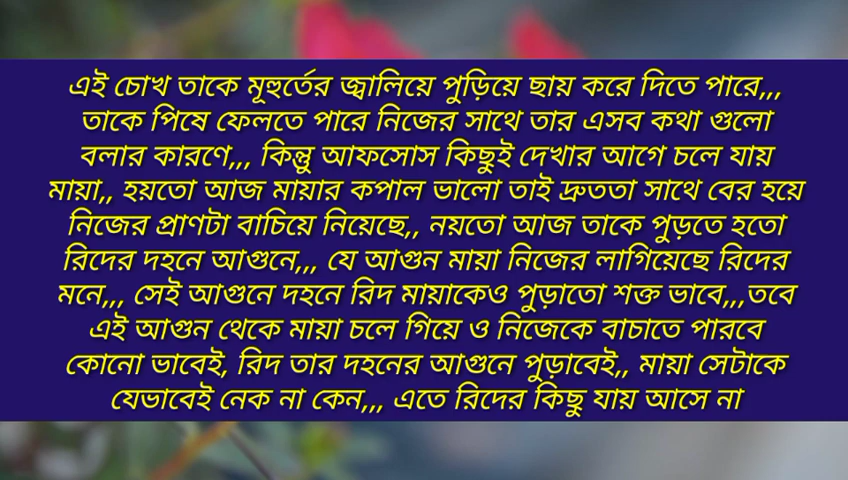 এই চোখ তাকে মূহুর্তের জ্বালিয়ে পুড়িয়ে ছায় করে দিতে পারে,,,
তাকে পিষে ফেলতে পারে নিজের সাথে তার এসব কথা গুলো
বলার কারণে,,, কিন্তু আফসোস কিছুই দেখার আগে চলে যায়
মায়া,, হয়তো আজ মায়ার কপাল ভালো তাই দ্রুততা সাথে বের হয়ে
নিজের প্রাণটা বাচিয়ে নিয়েছে,, নয়তো আজ তাকে পুড়তে হতো
রিদের দহনে আগুনে,,, যে আগুন মায়া নিজের লাগিয়েছে রিদের
মনে,,, সেই আগুনে দহনে রিদ মায়াকেও পুড়াতো শক্ত ভাবে,,,তবে
এই আগুন থেকে মায়া চলে গিয়ে ও নিজেকে বাচাতে পারবে
কোনো ভাবেই, রিদ তার দহনের আগুনে পুড়াবেই,, মায়া সেটাকে
যেভাবেই নেক না কেন,,, এতে রিদের কিছু যায় আসে না